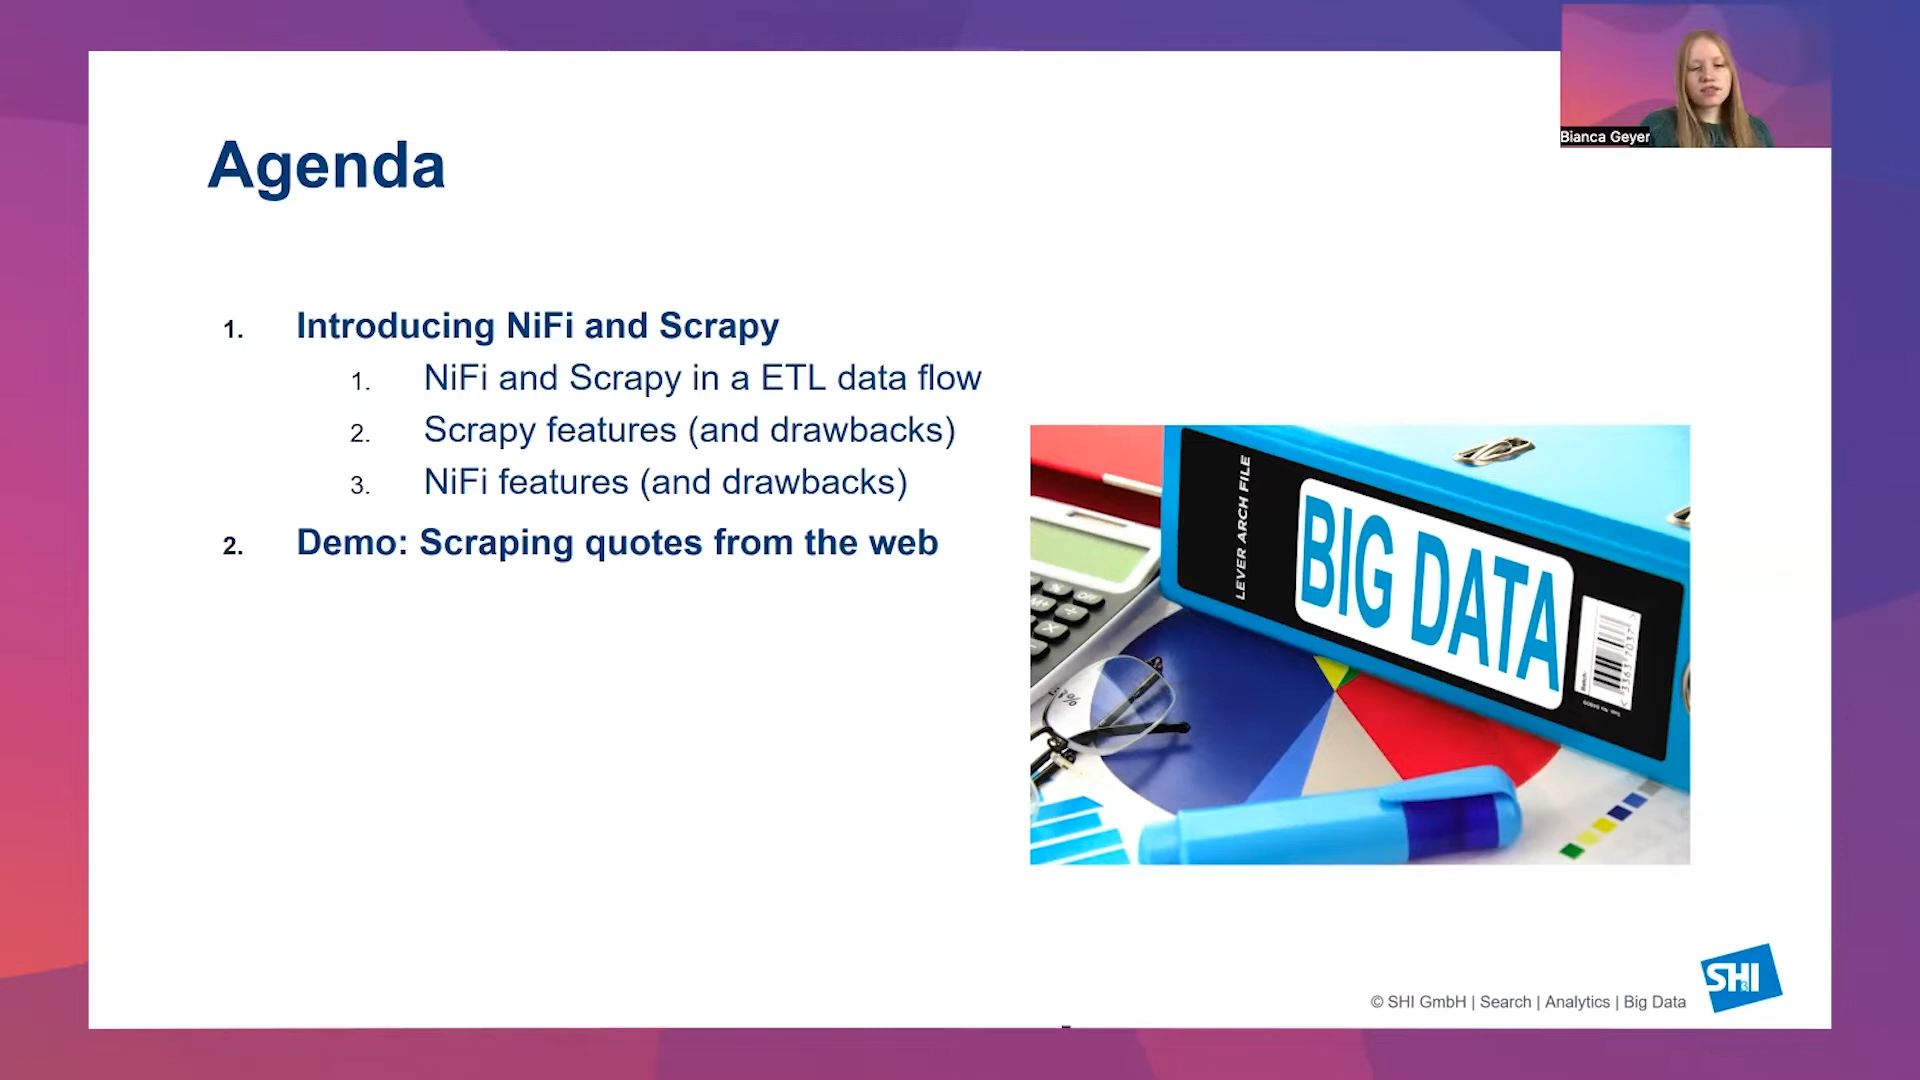 Bianca Geyer
Agenda
1. Introducing NiFi and Scrapy
1. NiFi and Scrapy in a ETL data flow
2. Scrapy features (and drawbacks)
3. NiFi features (and drawbacks)
2. Demo: Scraping quotes from the web
LEVER ARCH FILE
BIG DATA
© SHI GmbH | Search | Analytics | Big Data
SHI